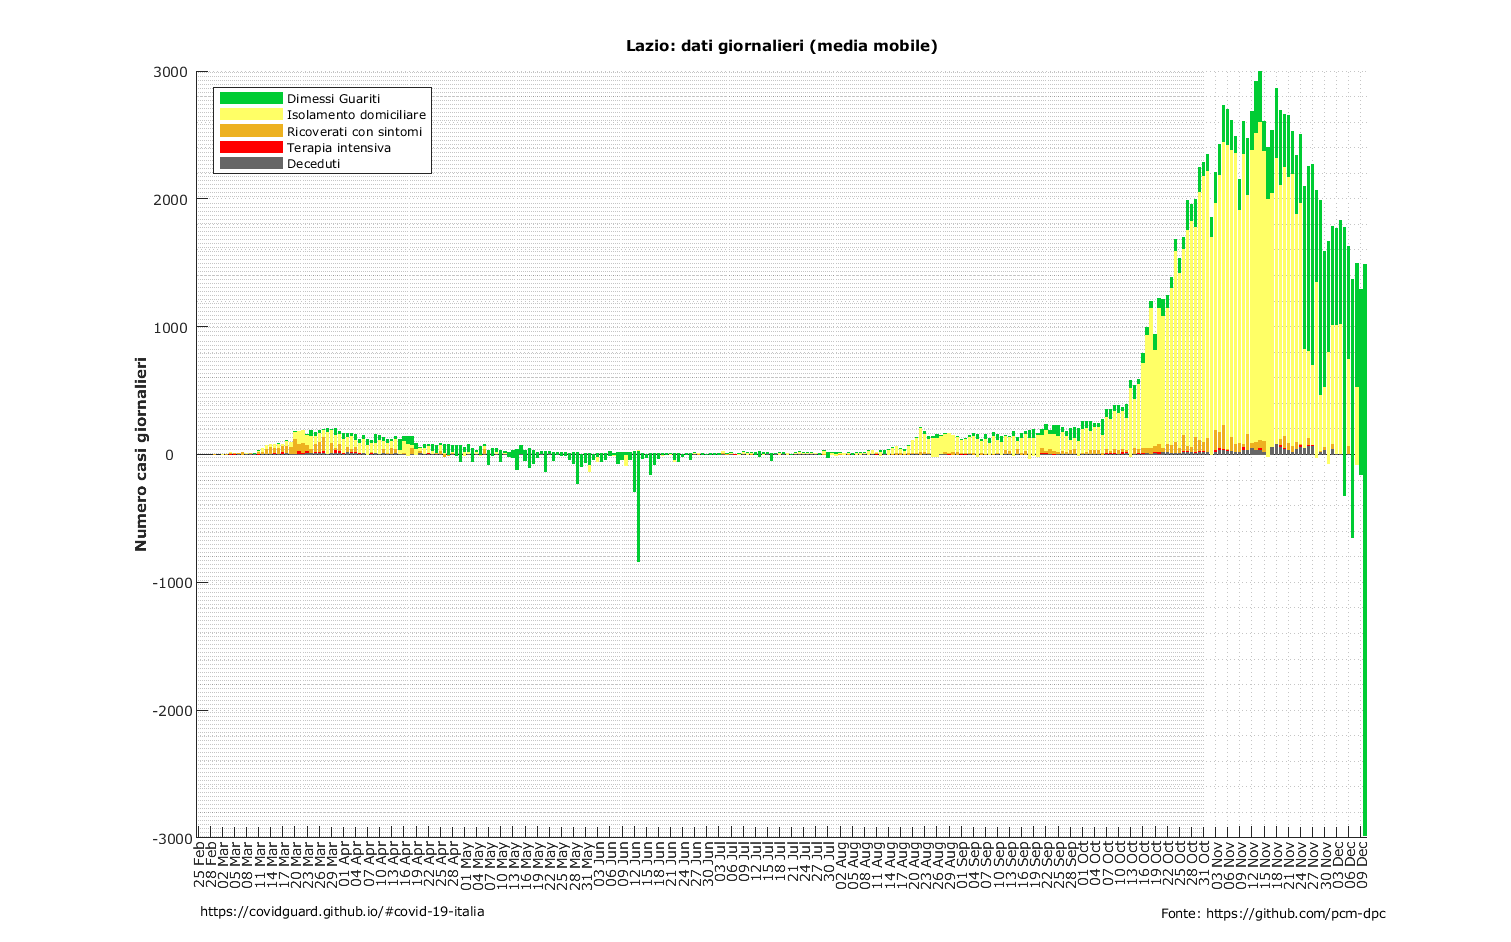 Lazio: dati giornalieri (media mobile)
3000
2000
1000
0
-1000
-2000
-3000
Numero casi giornalieri
Dimessi Guariti
Isolamento domiciliare
Ricoverati con sintomi
Terapia intensiva
Deceduti
25 Feb
28 Feb
02 Mar
05 Mar
08 Mar
11 Mar
14 Mar
17 Mar
20 Mar
23 Mar
26 Mar
29 Mar
01 Apr
04 Apr
07 Apr
10 Apr
13 Apr
16 Apr
19 Apr
22 Apr
25 Apr
28 Apr
01 May
04 May
07 May
10 May
13 May
16 May
19 May
22 May
25 May
28 May
31 May
03 Jun
06 Jun
09 Jun
12 Jun
15 Jun
18 Jun
21 Jun
24 Jun
27 Jun
30 Jun
03 Jul
06 Jul
09 Jul
12 Jul
15 Jul
18 Jul
21 Jul
24 Jul
27 Jul
30 Jul
02 Aug
05 Aug
08 Aug
11 Aug
14 Aug
17 Aug
20 Aug
23 Aug
26 Aug
29 Aug
01 Sep
04 Sep
07 Sep
10 Sep
13 Sep
16 Sep
19 Sep
22 Sep
25 Sep
28 Sep
01 Oct
04 Oct
07 Oct
10 Oct
13 Oct
16 Oct
19 Oct
22 Oct
25 Oct
28 Oct
31 Oct
03 Nov
06 Nov
09 Nov
12 Nov
15 Nov
18 Nov
21 Nov
24 Nov
27 Nov
30 Nov
03 Dec
06 Dec
09 Dec
https://covidguard.github.io/#covid-19-italia
Fonte: https://github.com/pcm-dpc